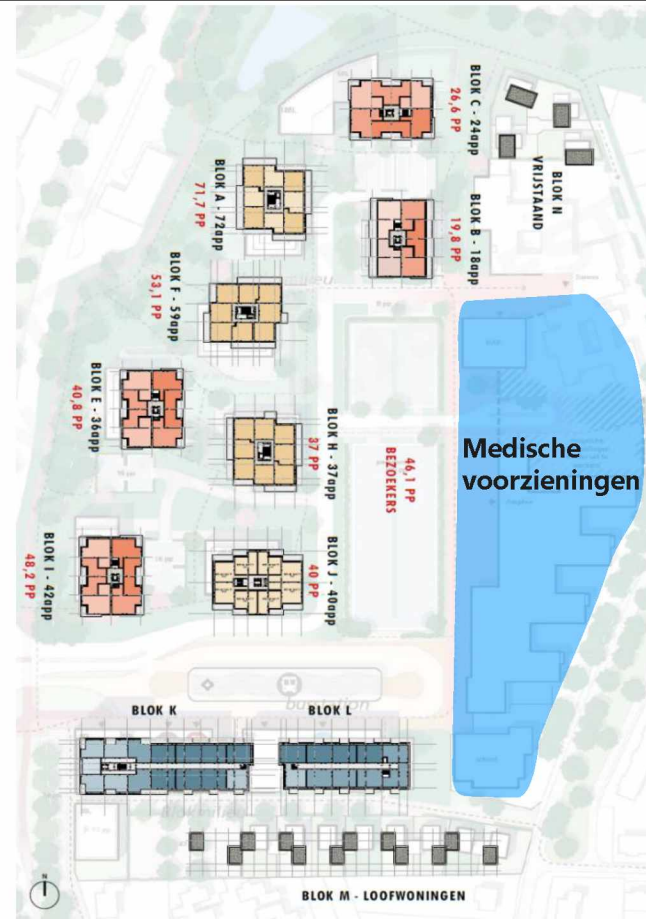 BLOK C - 24app
26,6 PP
BLOK N
VRIJSTAAND
BLOK A - 72app
71,7 PP
BLOK B - 18app
19,8 PP
BLOK F - 59app
53,1 PP
BLOK E - 36app
40,8 PP
BLOK H - 37app
37 PP
46,1 PP
BEZOEKERS
Medische
voorzieningen
BLOK I - 42app
48,2 PP
BLOK J - 40app
40 PP
busstation
BLOK K
BLOK L
BLOK M - LOOFWONINGEN
N